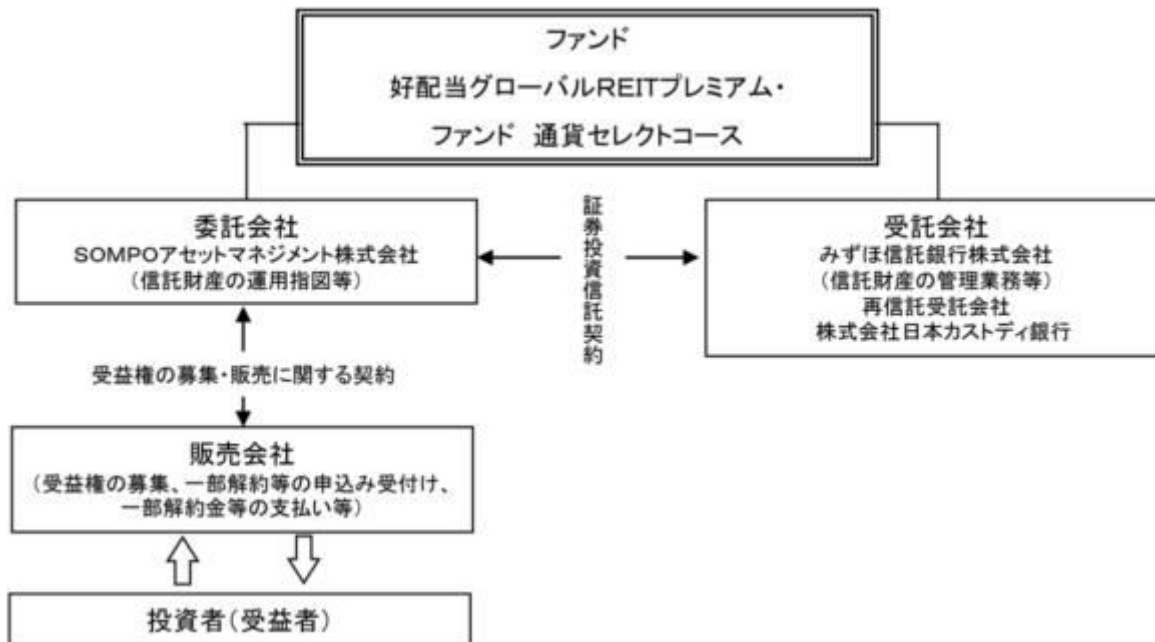 ファンド
好配当グローバルREITプレミアム・
ファンド 通貨セレクトコース
委託会社
SOMPOアセットマネジメント株式会社
(信託財産の運用指図等)
証券投資信託契約
受託会社
みずほ信託銀行株式会社
(信託財産の管理業務等)
再信託受託会社
株式会社日本カストディ銀行
受益権の募集・販売に関する契約
販売会社
(受益権の募集、一部解約等の申込み受付け、
一部解約金等の支払い等)
投資者(受益者)